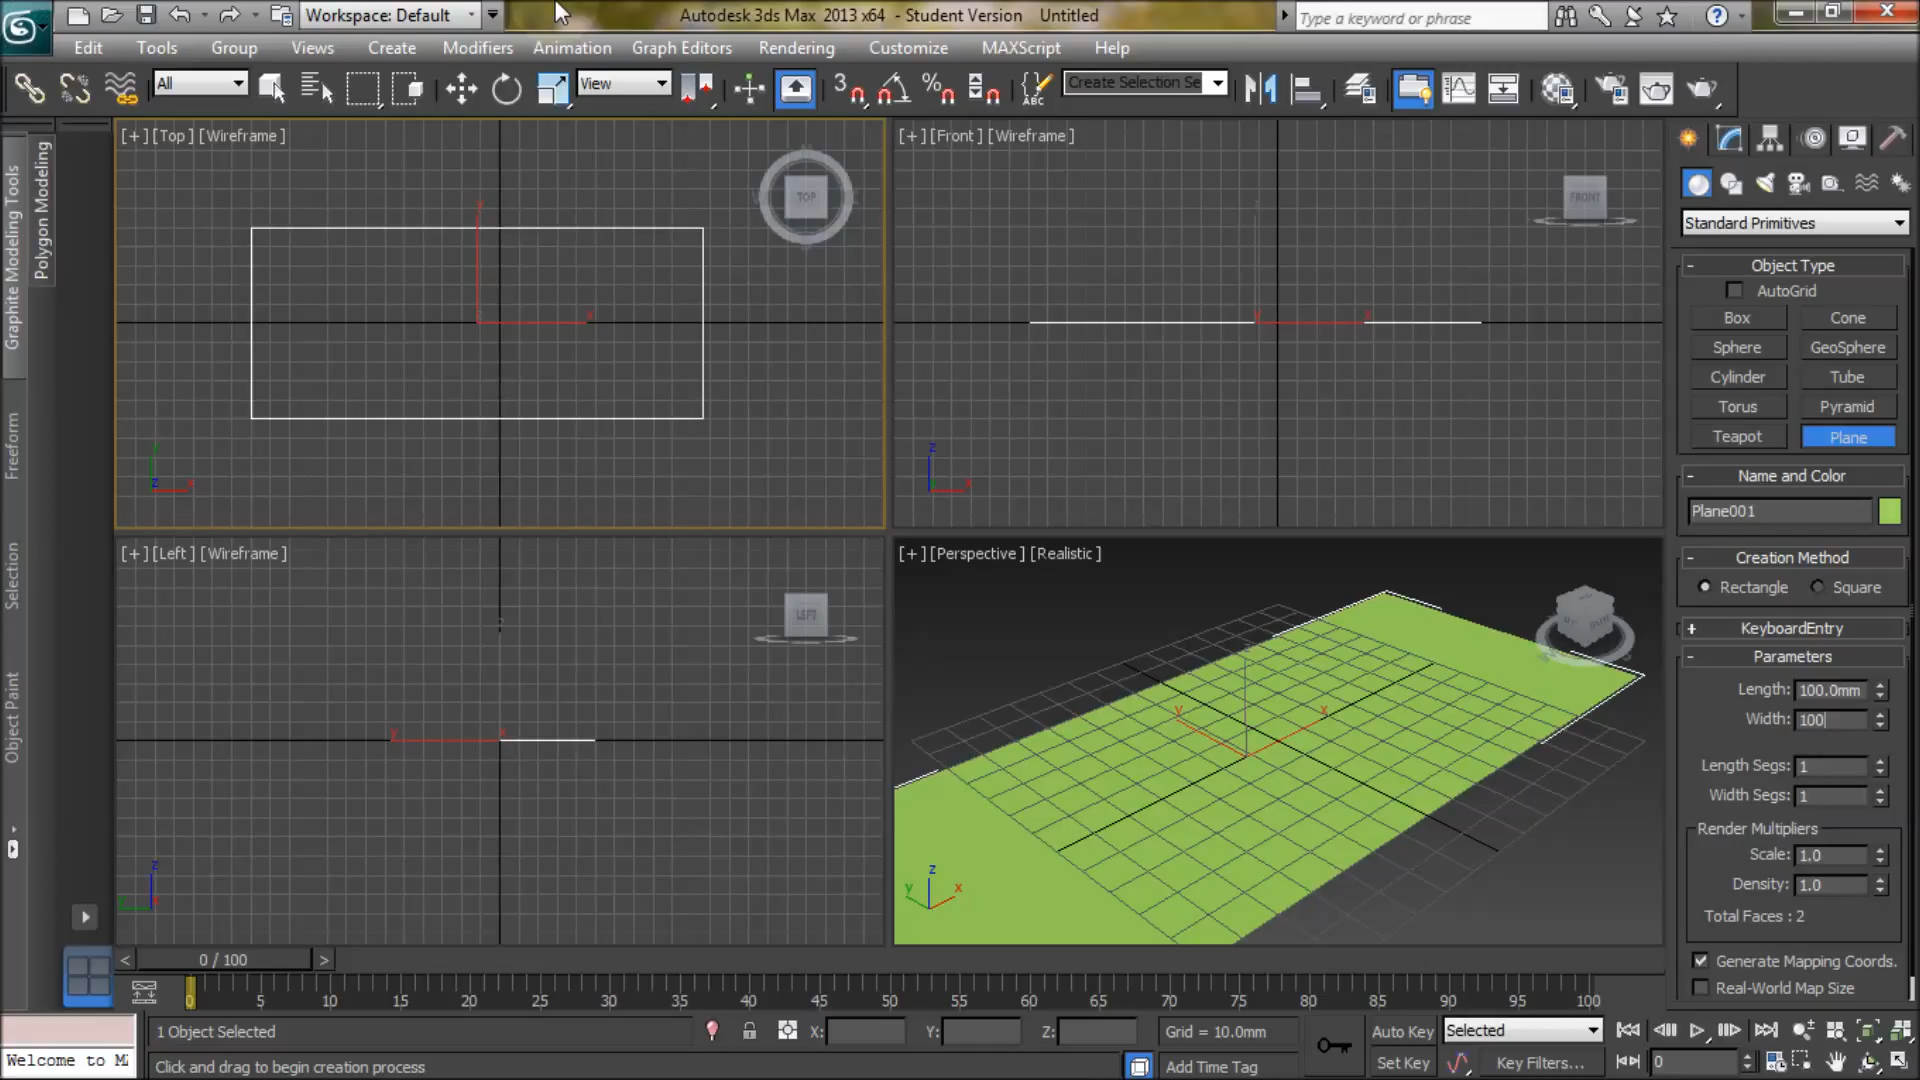 Workspace: Default
Autodesk 3ds Max 2013 x64 - Student Version Untitled
Type a keyword or phrase
Edit Tools Group Views Create Modifiers Animation Graph Editors Rendering Customize MAXScript Help
All
View
3
%
ABC
Create Selection Se
[+][Top][Wireframe]
[+][Front][Wireframe]
TOP
FRONT
Graphite Modeling Tools
Polygon Modeling
Freeform
Selection
Object Paint
Standard Primitives
- Object Type
AutoGrid
Box Cone
Sphere GeoSphere
Cylinder Tube
Torus Pyramid
Teapot Plane
- Name and Color
Plane001
- Creation Method
Rectangle Square
+ KeyboardEntry
- Parameters
Length: 100.0mm
Width: 100
Length Segs: 1
Width Segs: 1
Render Multipliers
Scale: 1.0
Density: 1.0
Total Faces : 2
Generate Mapping Coords.
Real-World Map Size
[+][Left][Wireframe]
[+][Perspective][Realistic]
LEFT
x
y
z
< 0 / 100 >
0 5 10 15 20 25 30 35 40 45 50 55 60 65 70 75 80 85 90 95 100
1 Object Selected
X: Y: Z:
Grid = 10.0mm
Auto Key
Selected
Welcome to MA
Click and drag to begin creation process
Add Time Tag
Set Key
Key Filters...
0